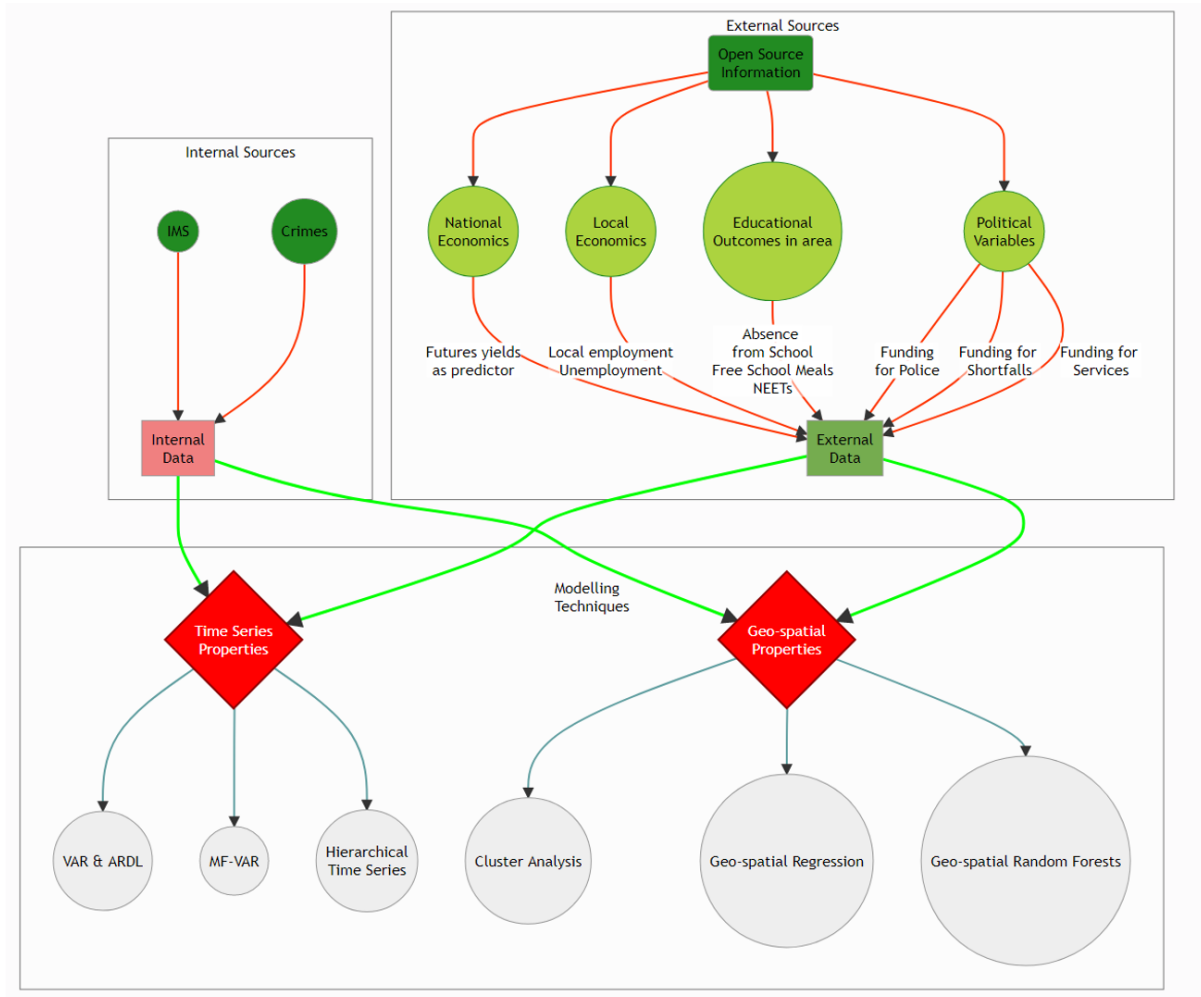 External Sources
Open Source
Information
Internal Sources
IMS
Crimes
National
Economics
Local
Economics
Educational
Outcomes in area
Political
Variables
Futures yields
as predictor
Local employment
Unemployment
Absence
from School
Free School Meals
NEETs
Funding
for Police
Funding for
Shortfalls
Funding for
Services
Internal
Data
External
Data
Modelling
Techniques
Time Series
Properties
Geo-spatial
Properties
VAR & ARDL
MF-VAR
Hierarchical
Time Series
Cluster Analysis
Geo-spatial Regression
Geo-spatial Random Forests